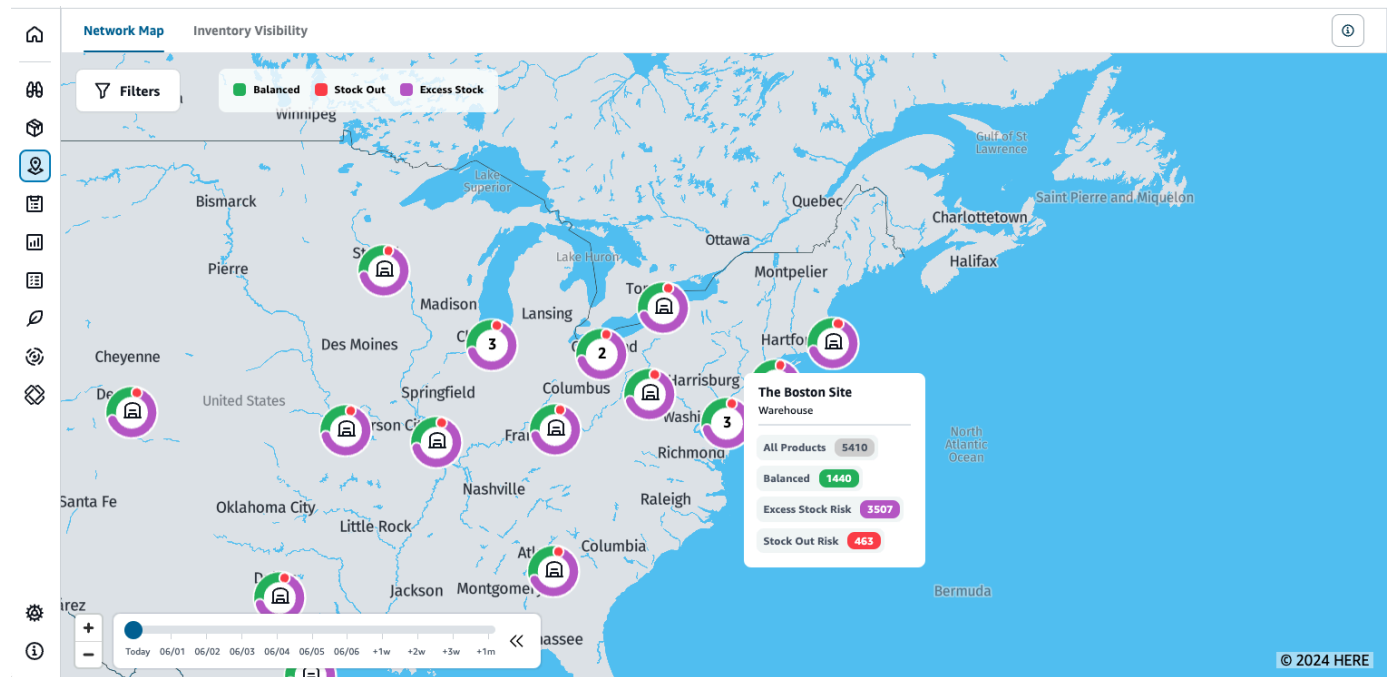 Network Map
Inventory Visibility
Filters
Balanced
Stock Out
Excess Stock
Winnipeg
Gulf of St
Lawrence
Lake
Superior
Bismarck
Quebec
Saint Pierre and Miquelon
Charlottetown
Ottawa
Lake Huron
Halifax
Pierre
Montpelier
Madison
Lansing
3
2
Des Moines
Cheyenne
Columbus
Harrisburg
Springfield
United States
3
Richmond
The Boston Site
Warehouse
All Products 5410
Balanced 1440
Excess Stock Risk 3507
Stock Out Risk 463
North
Atlantic
Ocean
Nashville
Santa Fe
Raleigh
Oklahoma City
Little Rock
Columbia
Jackson
Bermuda
+
−
Today 06/01 06/02 06/03 06/04 06/05 06/06 +1w +2w +3w +1m
© 2024 HERE